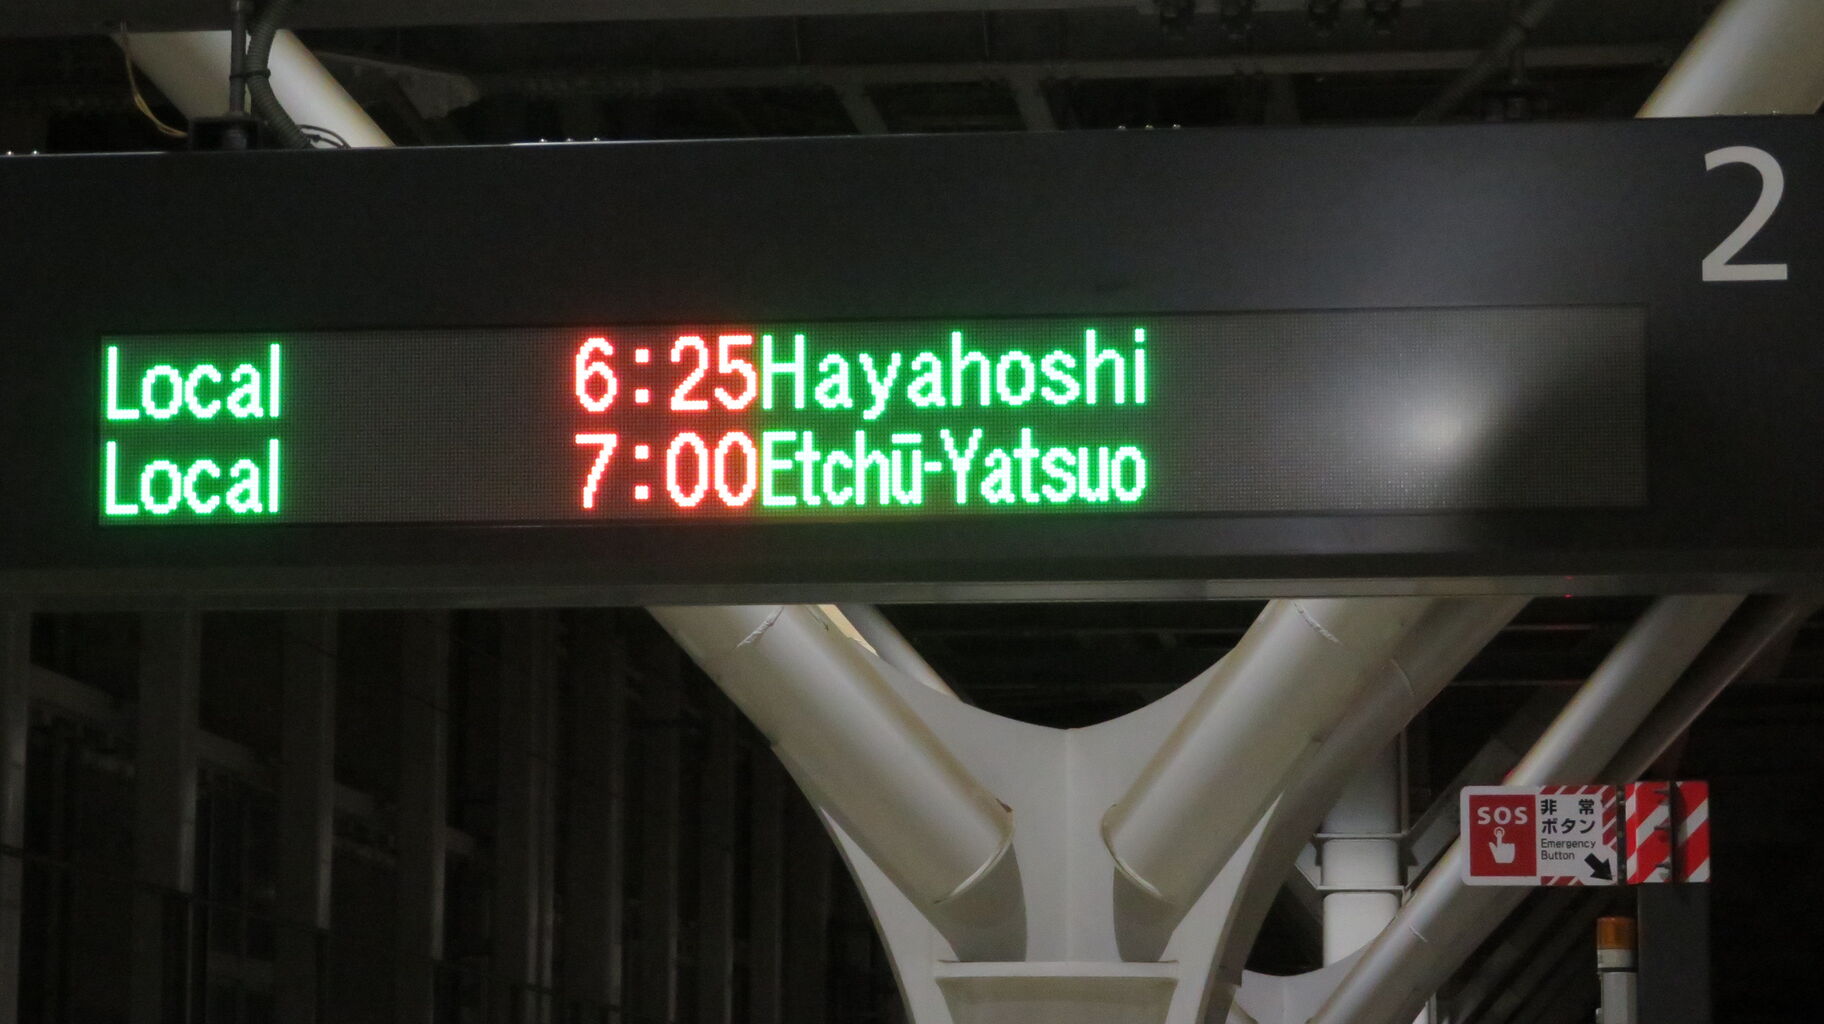 2
Local 6:25 Hayahoshi
Local 7:00 Etchū-Yatsuo
SOS
非常
ボタン
Emergency
Button